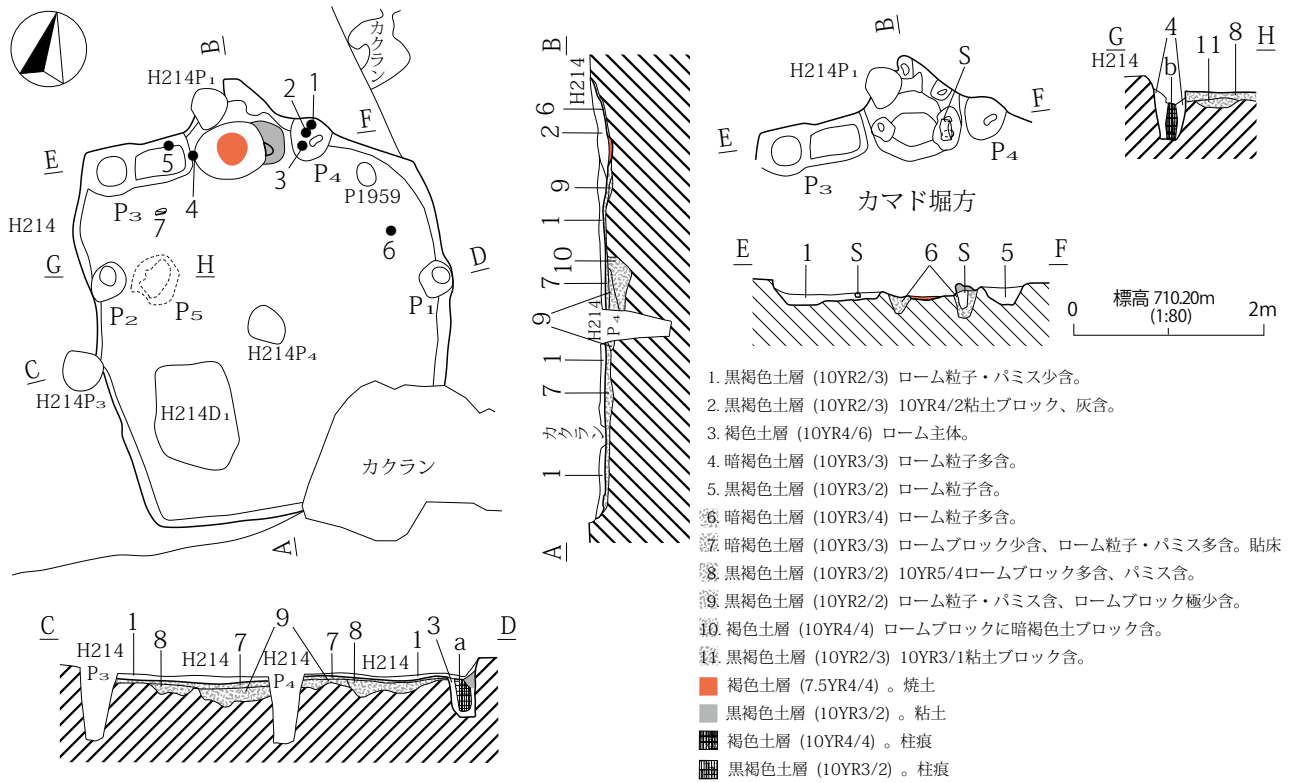 カクラン
B
H214P₁
2
1
F
E
5
3
P₄
P1959
P₃
4
7
6
H214
G
H
D
P₂
P₅
P₁
H214P₄
C
H214P₃
H214D₁
カクラン
A
B
H214
6
2
9
1
10
7
9
H214
P₄
1
7
カクラン
1
A
B
S
H214P₁
F
E
P₄
P₃
カマド堀方
G
4
8
H
H214
b
11
E
1
S
6
S
5
F
標高 710.20m
0
(1:80)
2m
1. 黒褐色土層 (10YR2/3) ローム粒子・パミス少含。
2. 黒褐色土層 (10YR2/3) 10YR4/2粘土ブロック、灰含。
3. 褐色土層 (10YR4/6) ローム主体。
4. 暗褐色土層 (10YR3/3) ローム粒子多含。
5. 黒褐色土層 (10YR3/2) ローム粒子含。
6. 暗褐色土層 (10YR3/4) ローム粒子多含。
7. 暗褐色土層 (10YR3/3) ロームブロック少含、ローム粒子・パミス多含。貼床
8. 黒褐色土層 (10YR3/2) 10YR5/4ロームブロック多含、パミス含。
9. 黒褐色土層 (10YR2/2) ローム粒子・パミス含、ロームブロック極少含。
10. 褐色土層 (10YR4/4) ロームブロックに暗褐色土ブロック含。
11. 黒褐色土層 (10YR2/3) 10YR3/1粘土ブロック含。
褐色土層 (7.5YR4/4) 。焼土
黒褐色土層 (10YR3/2) 。粘土
褐色土層 (10YR4/4) 。柱痕
黒褐色土層 (10YR3/2) 。柱痕
C
1
9
3
a
D
H214
P₃
8
7
H214
H214
P₄
7
8
H214
1